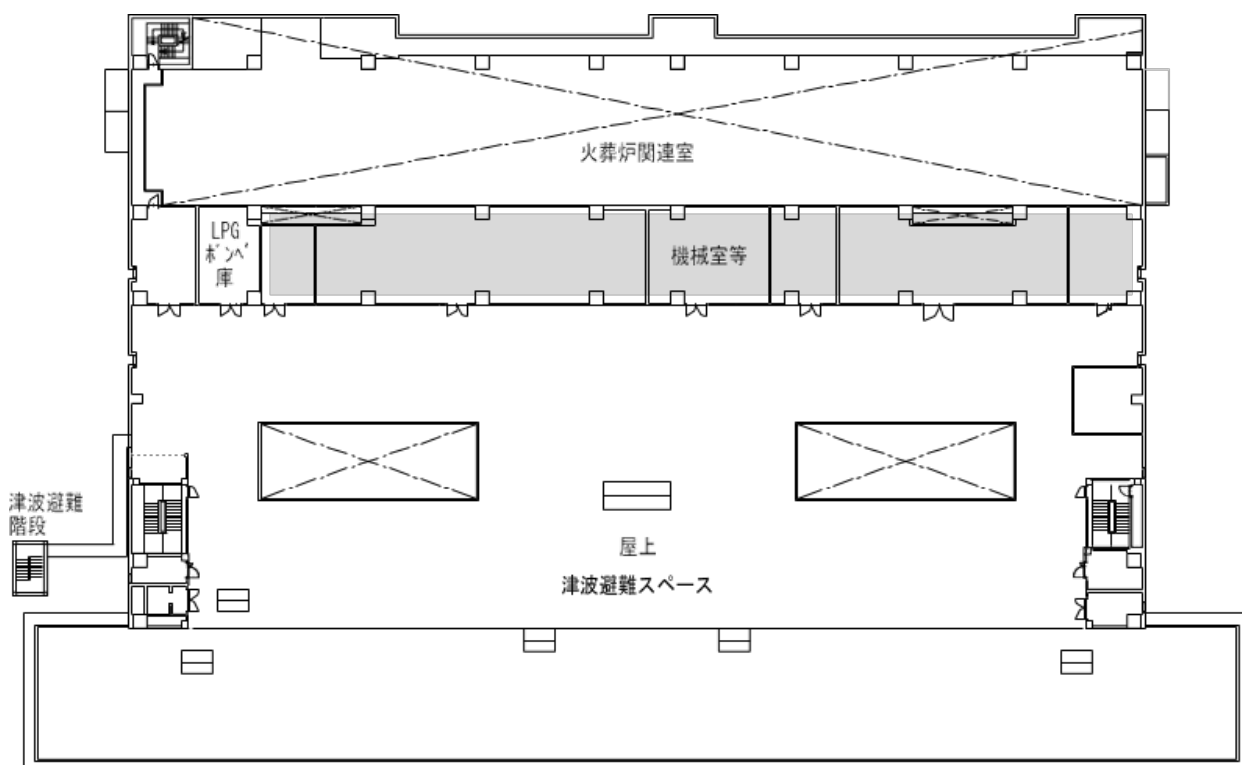 火葬炉関連室
LPG
ボンベ
庫
機械室等
津波避難
階段
屋上
津波避難スペース